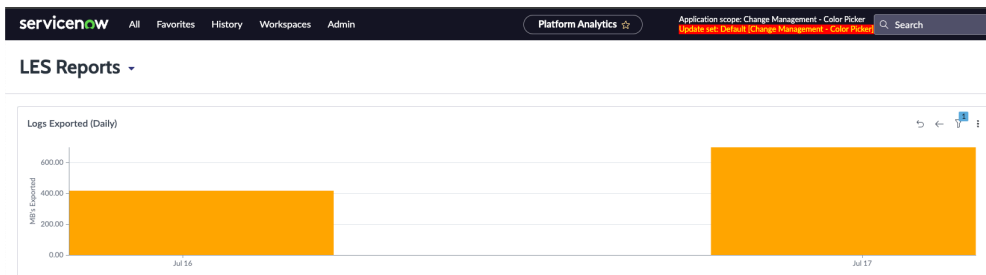 servicenow All Favorites History Workspaces Admin Platform Analytics Application scope: Change Management - Color Picker
Update set: Default [Change Management - Color Picker] Search
LES Reports
Logs Exported (Daily)
1
MB's Exported
600.00
400.00
200.00
0.00
Jul 16 Jul 17